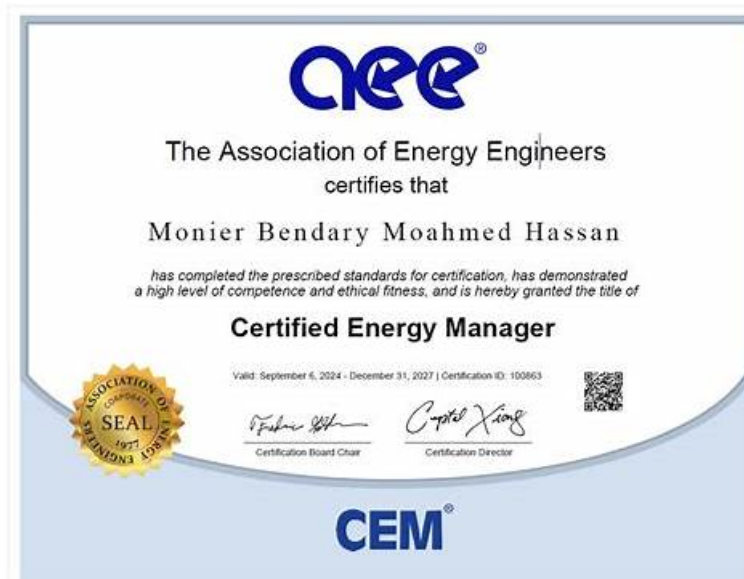 aee®
The Association of Energy Engineers
certifies that
Monier Bendary Moahmed Hassan
has completed the prescribed standards for certification, has demonstrated
a high level of competence and ethical fitness, and is hereby granted the title of
Certified Energy Manager
Valid: September 6, 2024 - December 31, 2027 | Certification ID: 100863
ASSOCIATION OF ENERGY ENGINEERS
CORPORATE
SEAL
1977
Crystal Xiong
Certification Board Chair
Certification Director
CEM®